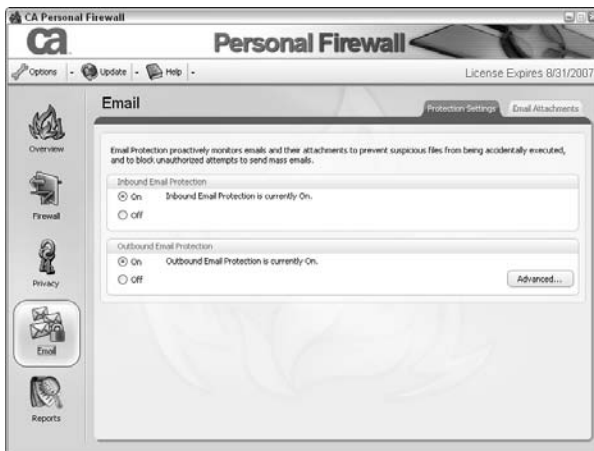 CA Personal Firewall
ca
Personal Firewall
Options
Update
Help
License Expires 8/31/2007
Email
Protection Settings
Email Attachments
Overview
Email Protection proactively monitors emails and their attachments to prevent suspicious files from being accidentally executed,
and to block unauthorized attempts to send mass emails.
Inbound Email Protection
On
Inbound Email Protection is currently On.
Off
Firewall
Outbound Email Protection
On
Outbound Email Protection is currently On.
Off
Advanced...
Privacy
Email
Reports